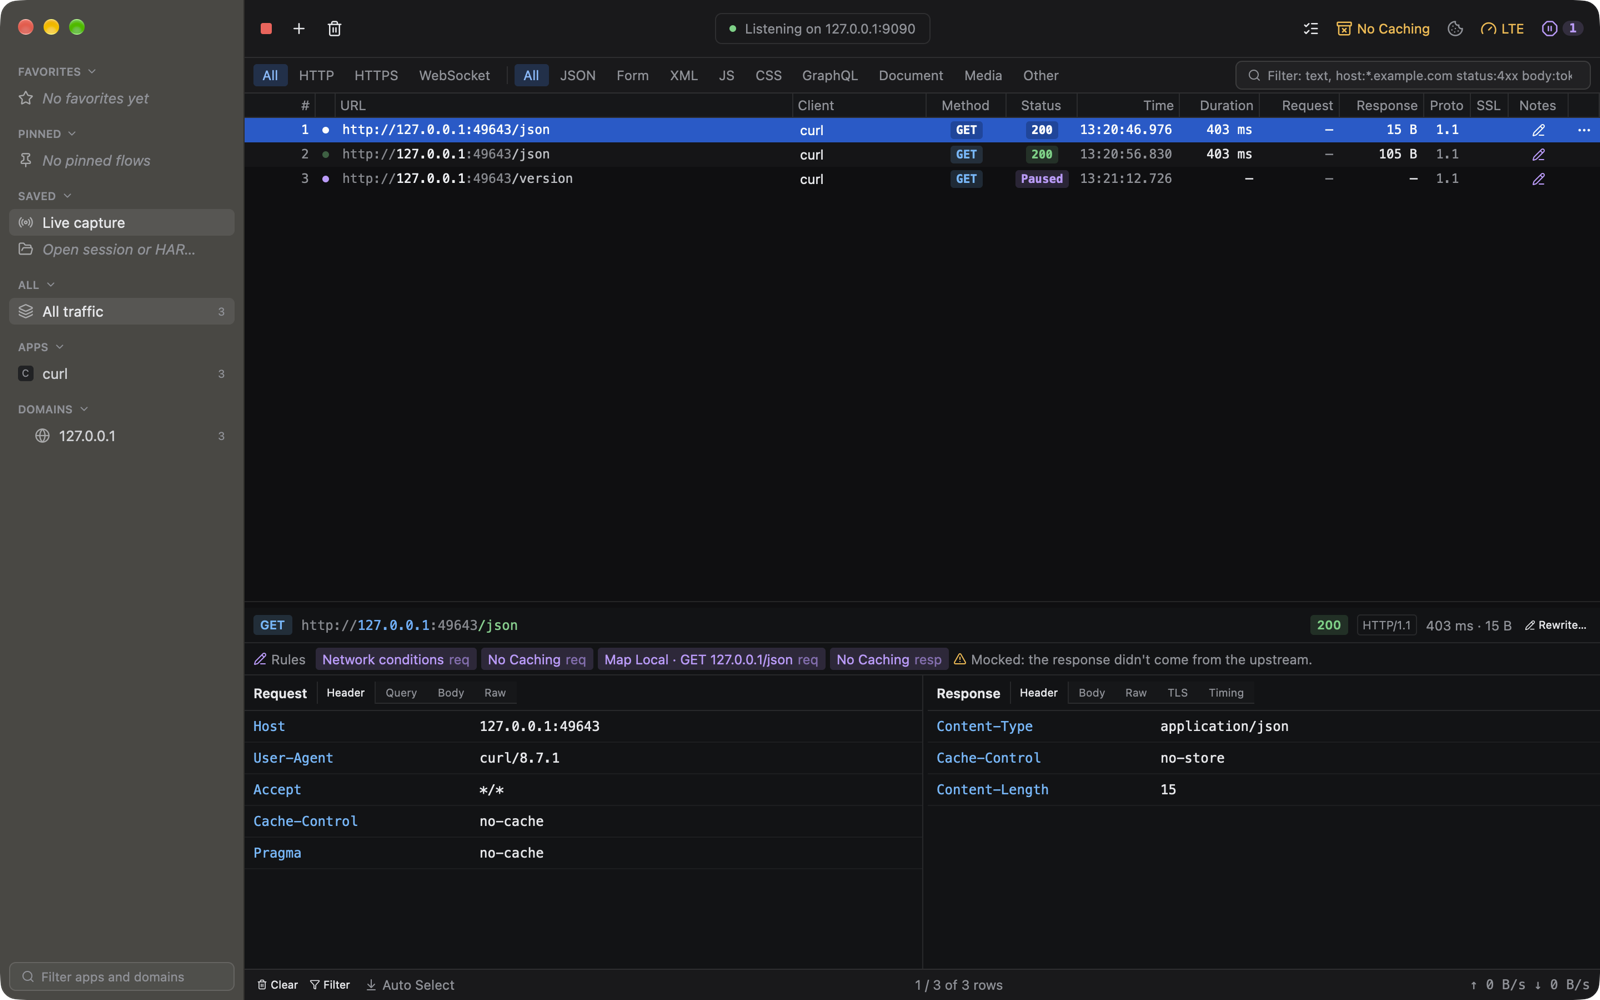 Listening on 127.0.0.1:9090
No Caching
LTE
1
FAVORITES
No favorites yet
PINNED
No pinned flows
SAVED
Live capture
Open session or HAR...
ALL
All traffic 3
APPS
C curl 3
DOMAINS
127.0.0.1 3
Filter apps and domains
All HTTP HTTPS WebSocket All JSON Form XML JS CSS GraphQL Document Media Other
Filter: text, host:*.example.com status:4xx body:tok
# URL Client Method Status Time Duration Request Response Proto SSL Notes
1 http://127.0.0.1:49643/json curl GET 200 13:20:46.976 403 ms – 15 B 1.1 ...
2 http://127.0.0.1:49643/json curl GET 200 13:20:56.830 403 ms – 105 B 1.1
3 http://127.0.0.1:49643/version curl GET Paused 13:21:12.726 – – – 1.1
GET http://127.0.0.1:49643/json 200 HTTP/1.1 403 ms · 15 B Rewrite...
Rules Network conditions req No Caching req Map Local · GET 127.0.0.1/json req No Caching resp Mocked: the response didn't come from the upstream.
Request Header Query Body Raw
Host 127.0.0.1:49643
User-Agent curl/8.7.1
Accept */*
Cache-Control no-cache
Pragma no-cache
Response Header Body Raw TLS Timing
Content-Type application/json
Cache-Control no-store
Content-Length 15
Clear Filter Auto Select 1 / 3 of 3 rows ↑ 0 B/s ↓ 0 B/s